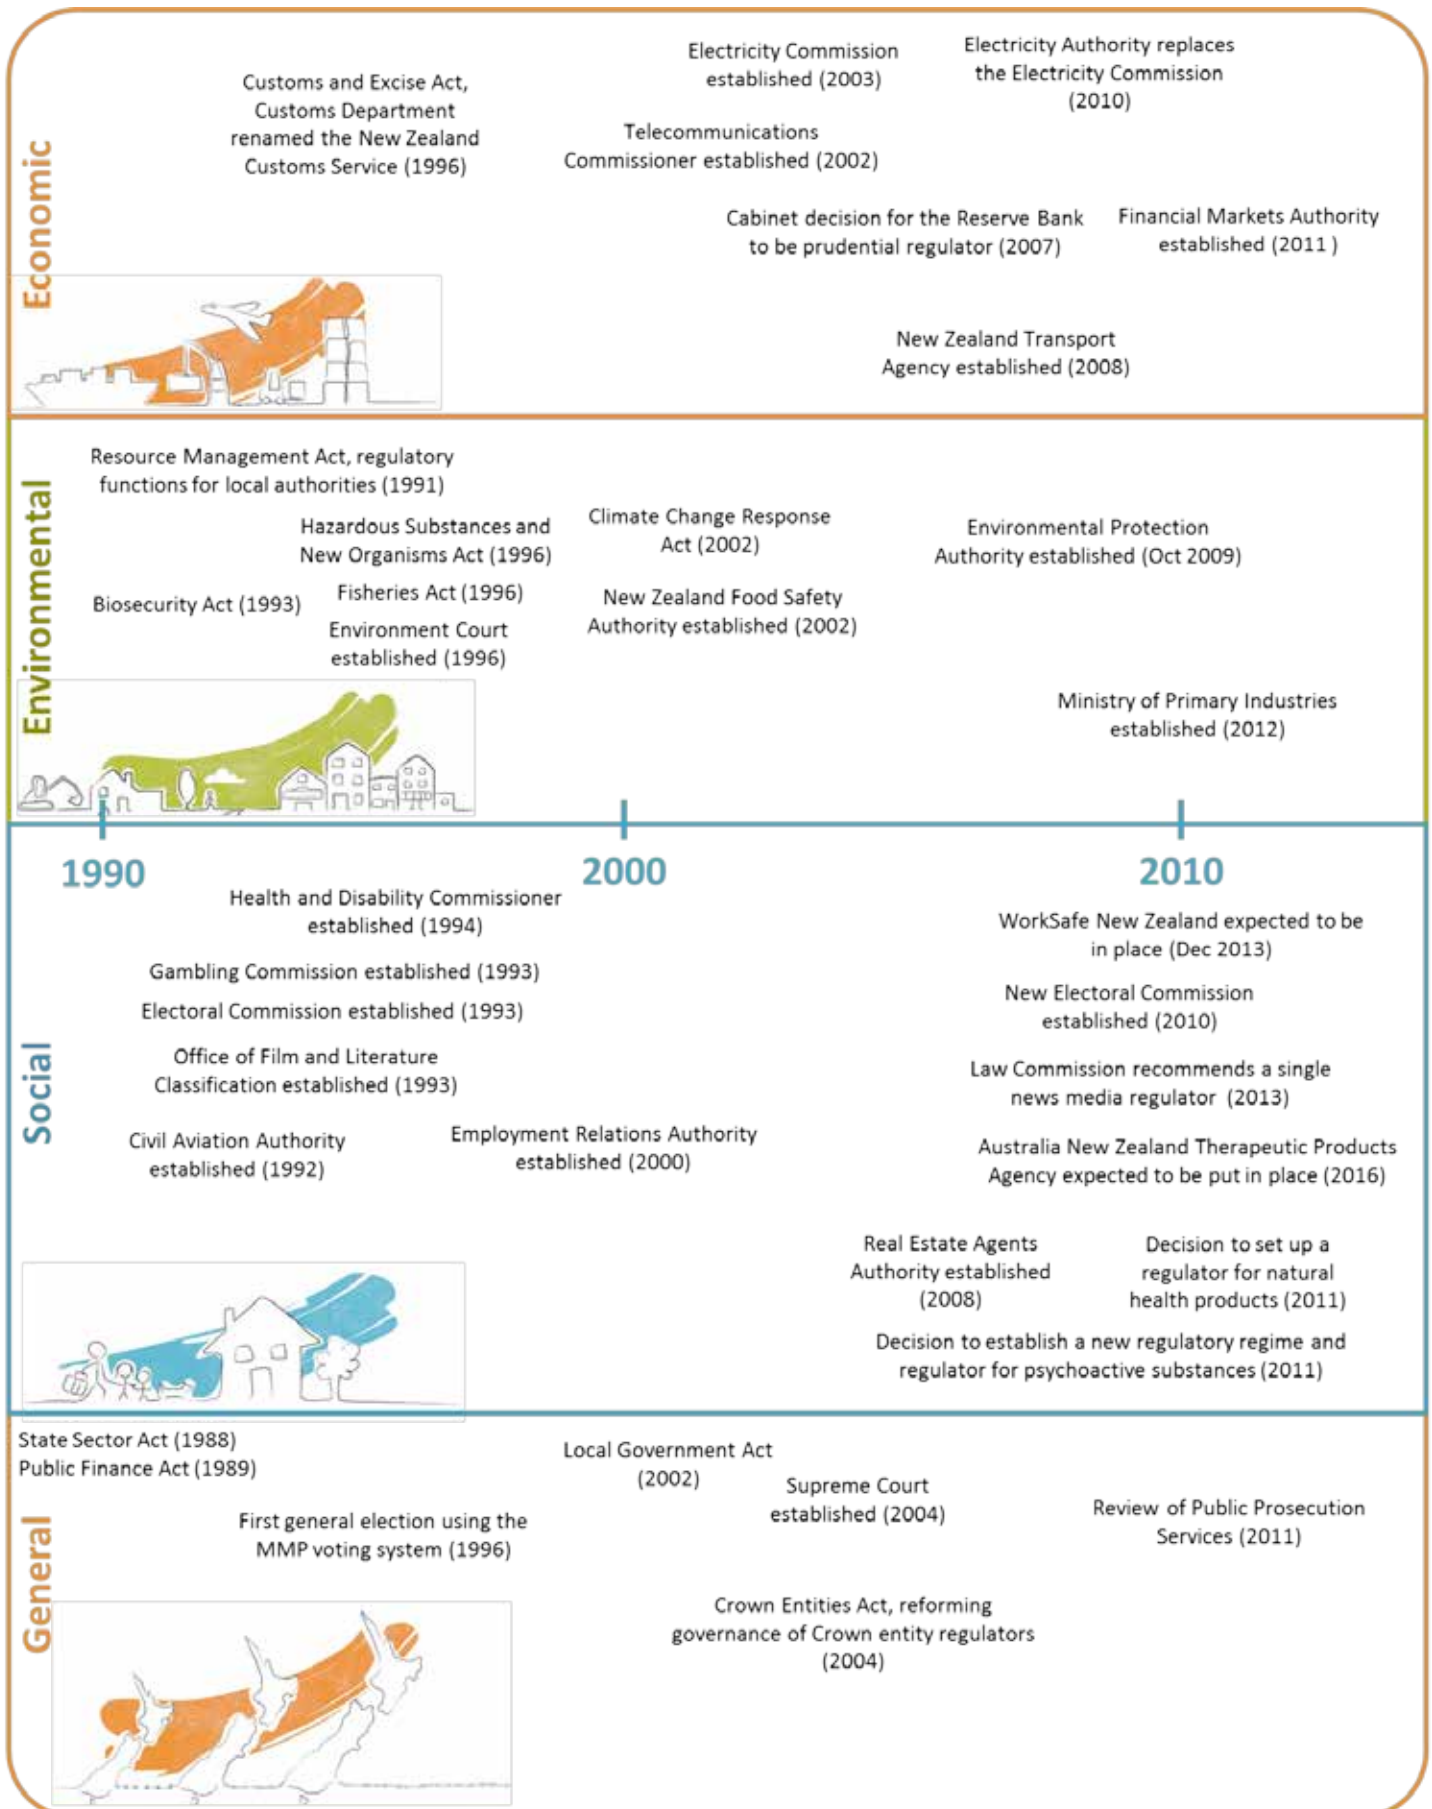 Economic
Customs and Excise Act,
Customs Department
renamed the New Zealand
Customs Service (1996)
Electricity Commission
established (2003)
Electricity Authority replaces
the Electricity Commission
(2010)
Telecommunications
Commissioner established (2002)
Cabinet decision for the Reserve Bank
to be prudential regulator (2007)
Financial Markets Authority
established (2011 )
New Zealand Transport
Agency established (2008)
Environmental
Resource Management Act, regulatory
functions for local authorities (1991)
Hazardous Substances and
New Organisms Act (1996)
Biosecurity Act (1993)
Fisheries Act (1996)
Environment Court
established (1996)
Climate Change Response
Act (2002)
New Zealand Food Safety
Authority established (2002)
Environmental Protection
Authority established (Oct 2009)
Ministry of Primary Industries
established (2012)
1990
2000
2010
Social
Health and Disability Commissioner
established (1994)
Gambling Commission established (1993)
Electoral Commission established (1993)
Office of Film and Literature
Classification established (1993)
Civil Aviation Authority
established (1992)
Employment Relations Authority
established (2000)
WorkSafe New Zealand expected to be
in place (Dec 2013)
New Electoral Commission
established (2010)
Law Commission recommends a single
news media regulator (2013)
Australia New Zealand Therapeutic Products
Agency expected to be put in place (2016)
Real Estate Agents
Authority established
(2008)
Decision to set up a
regulator for natural
health products (2011)
Decision to establish a new regulatory regime and
regulator for psychoactive substances (2011)
General
State Sector Act (1988)
Public Finance Act (1989)
First general election using the
MMP voting system (1996)
Local Government Act
(2002)
Supreme Court
established (2004)
Review of Public Prosecution
Services (2011)
Crown Entities Act, reforming
governance of Crown entity regulators
(2004)